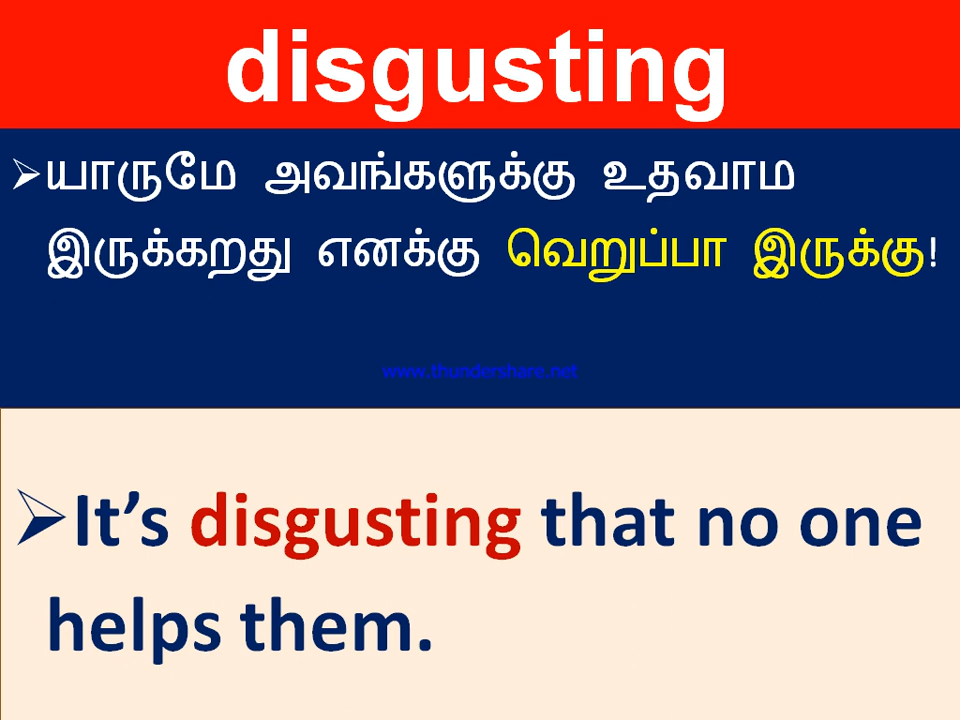 disgusting
➢யாருமே அவங்களுக்கு உதவாம
இருக்கறது எனக்கு வெறுப்பா இருக்கு!
www.thundershare.net
➢It's disgusting that no one
helps them.